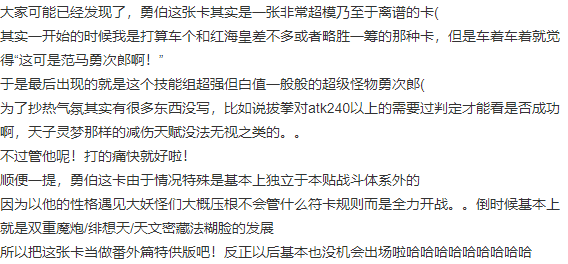 大家可能已经发现了，勇伯这张卡其实是一张非常超模乃至于离谱的卡(
其实一开始的时候我是打算车个和红海皇差不多或者略胜一筹的那种卡，但是车着车着就觉
得“这可是范马勇次郎啊！”
于是最后出现的就是这个技能组超强但白值一般般的超级怪物勇次郎(
为了抄热气氛其实有很多东西没写，比如说拔拳对atk240以上的需要过判定才能看是否成功
啊，天子灵梦那样的减伤天赋没法无视之类的。。
不过管他呢！打的痛快就好啦！
顺便一提，勇伯这卡由于情况特殊是基本上独立于本贴战斗体系外的
因为以他的性格遇见大妖怪们大概压根不会管什么符卡规则而是全力开战。。倒时候基本上
就是双重魔炮/绯想天/天文密藏法糊脸的发展
所以把这张卡当做番外篇特供版吧！反正以后基本也没机会出场啦哈哈哈哈哈哈哈哈哈哈